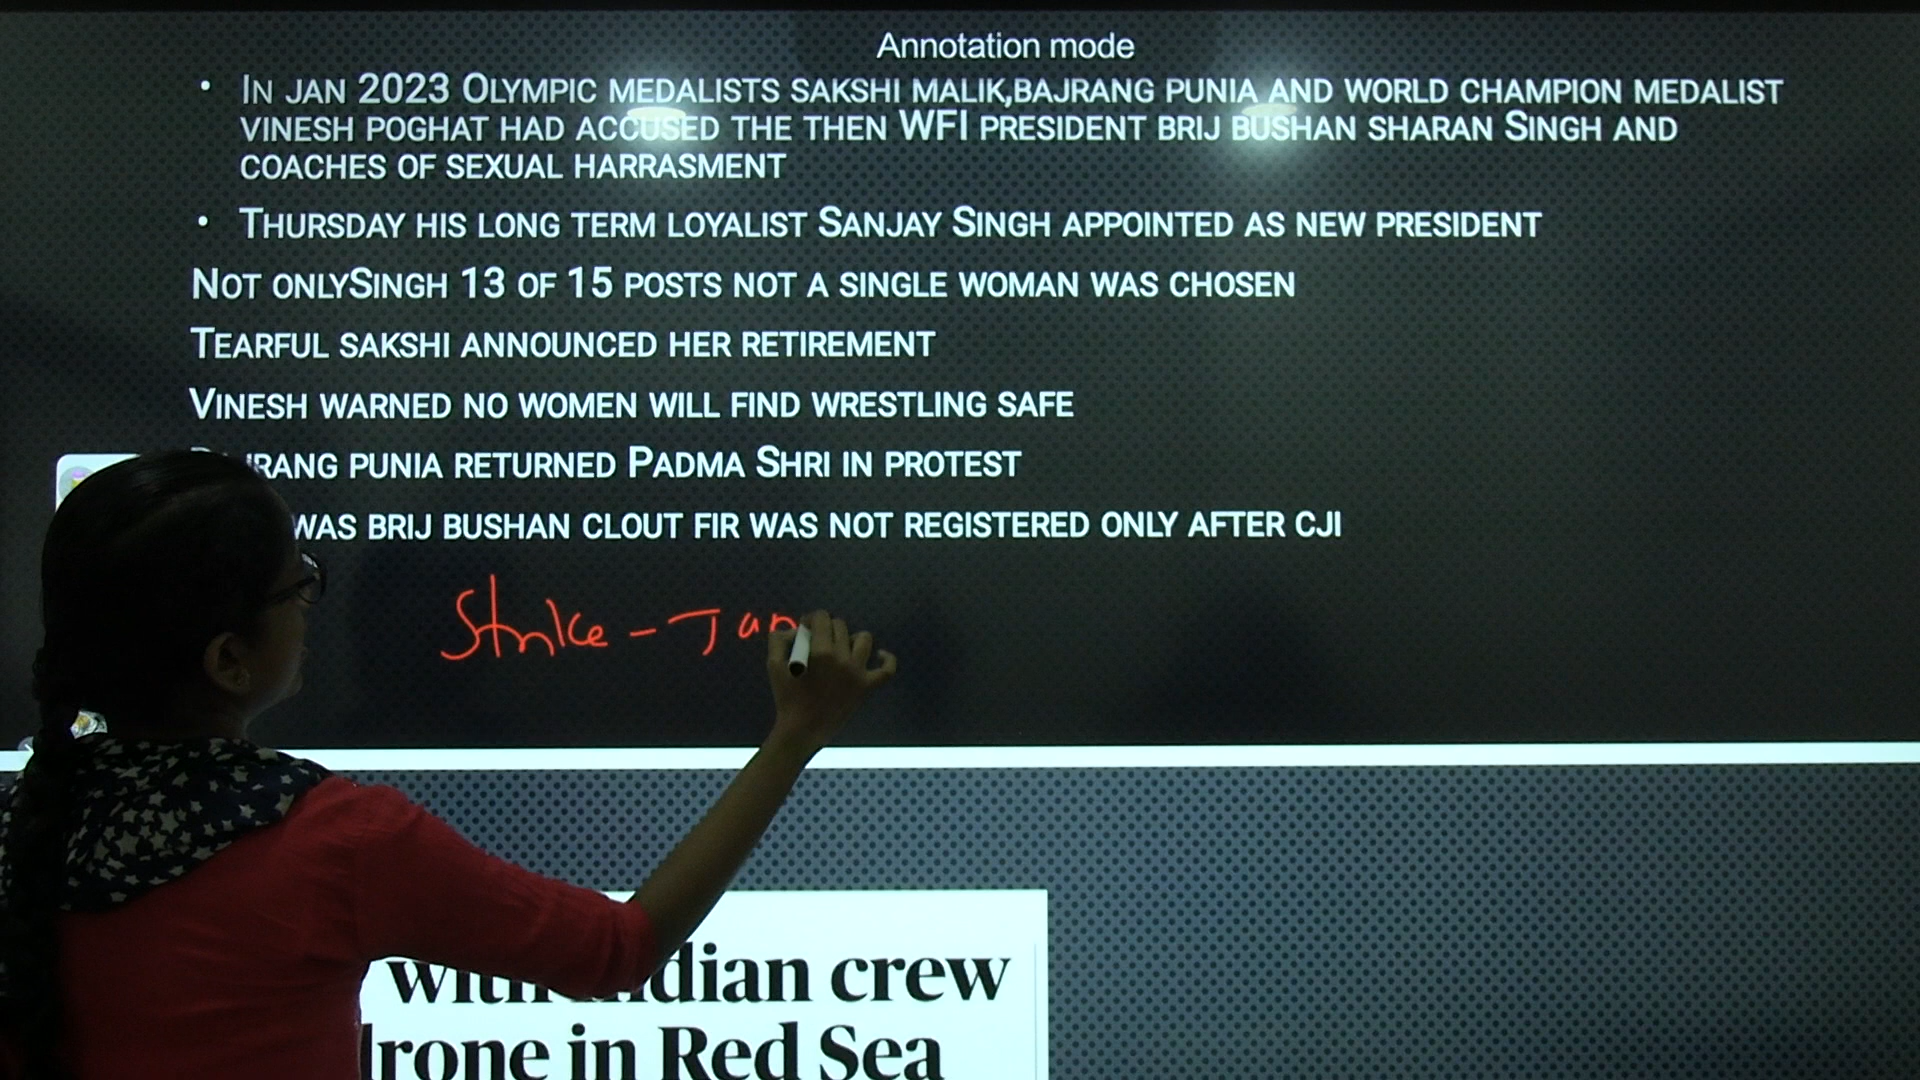 Annotation mode
• IN JAN 2023 OLYMPIC MEDALISTS SAKSHI MALIK,BAJRANG PUNIA AND WORLD CHAMPION MEDALIST
VINESH POGHAT HAD ACCUSED THE THEN WFI PRESIDENT BRIJ BUSHAN SHARAN SINGH AND
COACHES OF SEXUAL HARRASMENT
• THURSDAY HIS LONG TERM LOYALIST SANJAY SINGH APPOINTED AS NEW PRESIDENT
NOT ONLYSINGH 13 OF 15 POSTS NOT A SINGLE WOMAN WAS CHOSEN
TEARFUL SAKSHI ANNOUNCED HER RETIREMENT
VINESH WARNED NO WOMEN WILL FIND WRESTLING SAFE
PUNIA RETURNED PADMA SHRI IN PROTEST
WAS BRIJ BUSHAN CLOUT FIR WAS NOT REGISTERED ONLY AFTER CJI
Strike - Jan
crew
in Red Sea